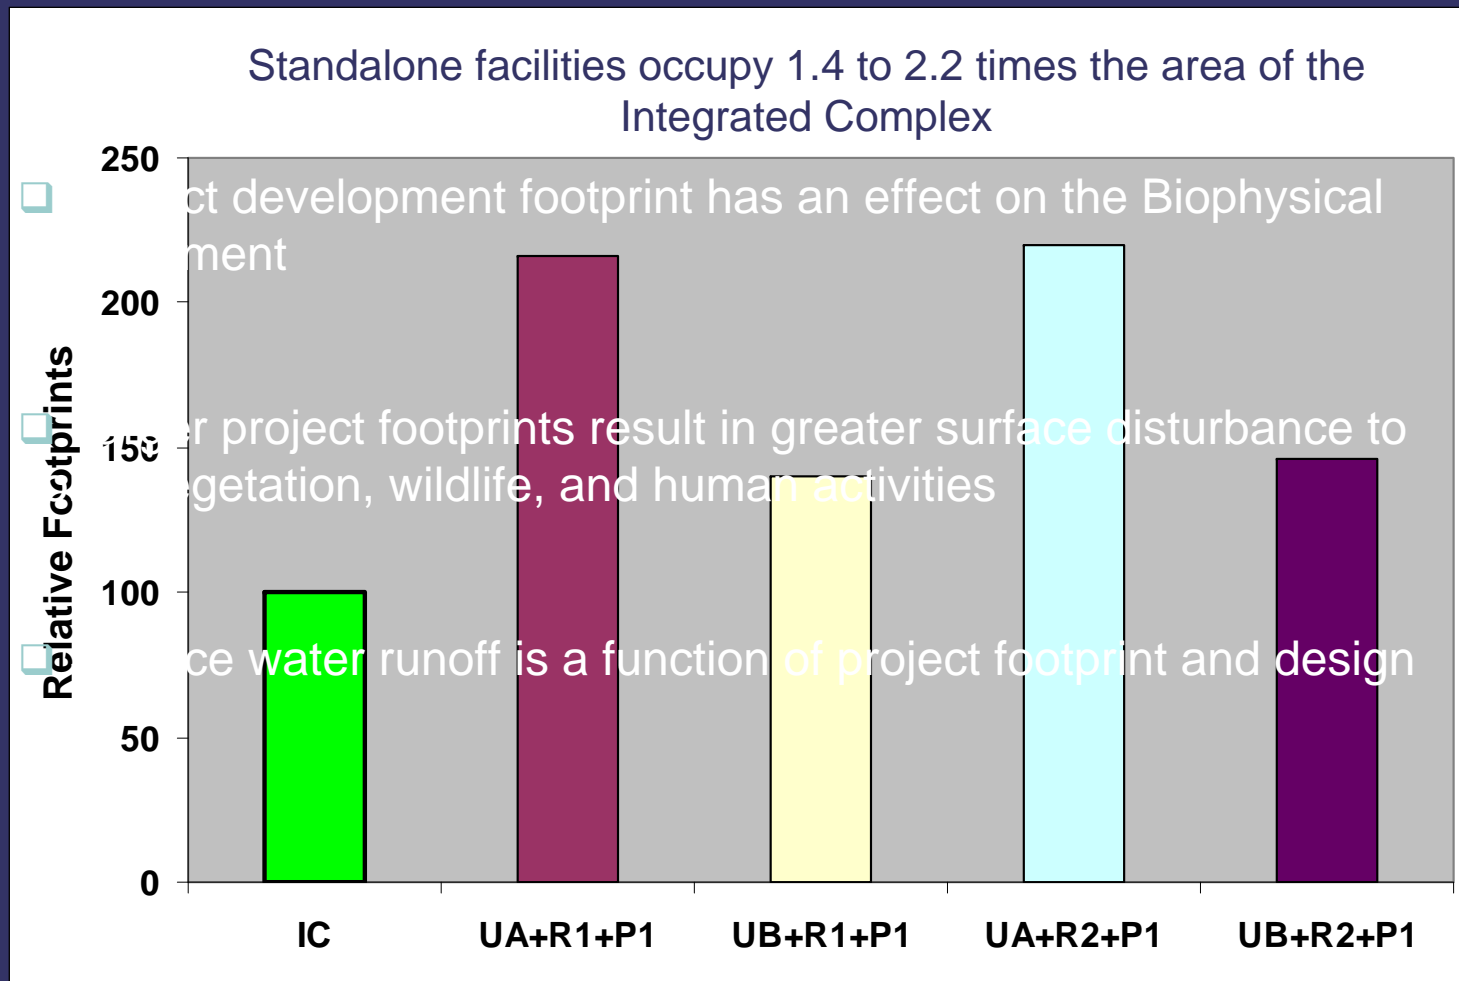 Standalone facilities occupy 1.4 to 2.2 times the area of the
Integrated Complex
250
ct development footprint has an effect on the Biophysical
ment
200
Relative Footprints
150
er project footprints result in greater surface disturbance to
egetation, wildlife, and human activities
100
ce water runoff is a function of project footprint and design
50
0
IC UA+R1+P1 UB+R1+P1 UA+R2+P1 UB+R2+P1